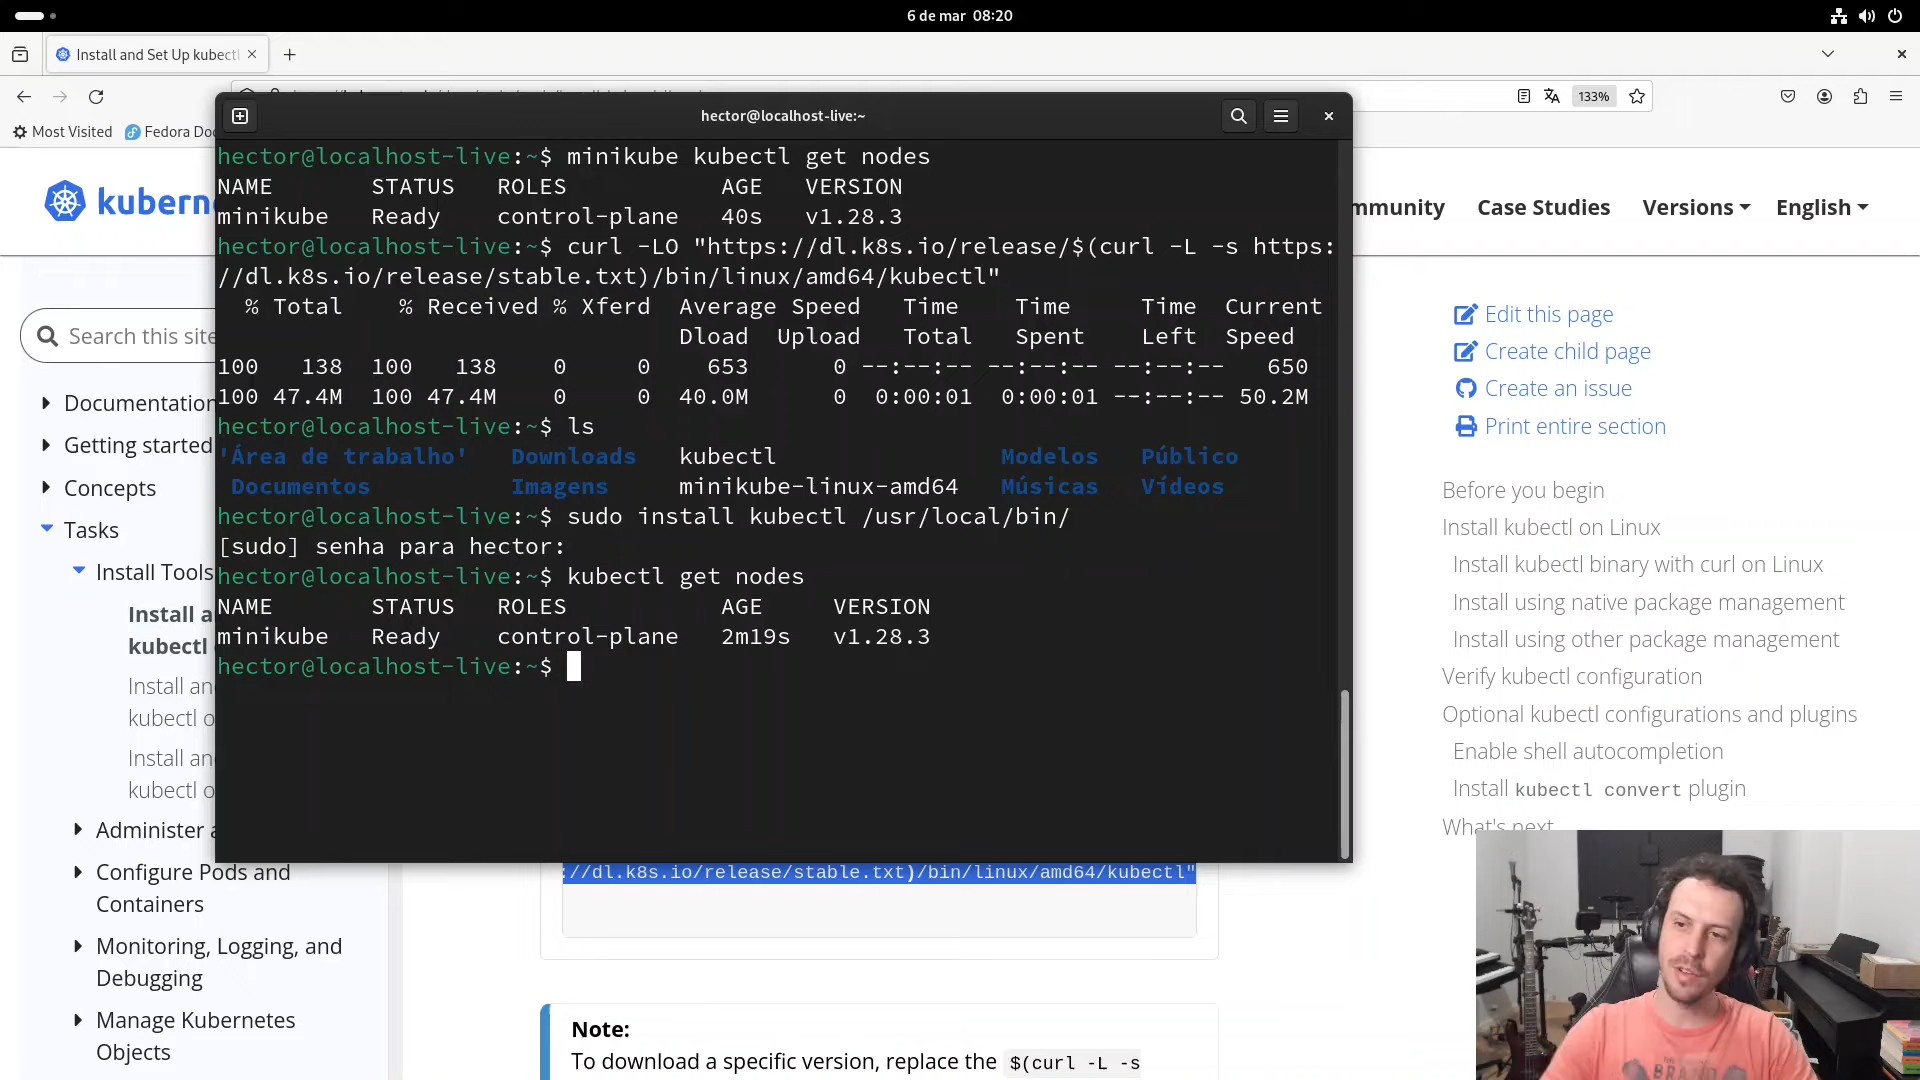 6 de mar 08:20
Install and Set Up kubectl
133%
Most Visited
Fedora Doc
hector@localhost-live:~
hector@localhost-live:~$ minikube kubectl get nodes
NAME STATUS ROLES AGE VERSION
minikube Ready control-plane 40s v1.28.3
hector@localhost-live:~$ curl -LO "https://dl.k8s.io/release/$(curl -L -s https:
//dl.k8s.io/release/stable.txt)/bin/linux/amd64/kubectl"
% Total % Received % Xferd Average Speed Time Time Time Current
Dload Upload Total Spent Left Speed
100 138 100 138 0 0 653 0 --:--:-- --:--:-- --:--:-- 650
100 47.4M 100 47.4M 0 0 40.0M 0 0:00:01 0:00:01 --:--:-- 50.2M
hector@localhost-live:~$ ls
'Área de trabalho' Downloads kubectl Modelos Público
Documentos Imagens minikube-linux-amd64 Músicas Vídeos
hector@localhost-live:~$ sudo install kubectl /usr/local/bin/
[sudo] senha para hector:
hector@localhost-live:~$ kubectl get nodes
NAME STATUS ROLES AGE VERSION
minikube Ready control-plane 2m19s v1.28.3
hector@localhost-live:~$
kuberne
mmunity
Case Studies
Versions
English
Search this site
Documentation
Getting started
Concepts
Tasks
Install Tools
Install a
kubectl
Install an
kubectl o
Install an
kubectl o
Administer a
Configure Pods and
Containers
Monitoring, Logging, and
Debugging
Manage Kubernetes
Objects
://dl.k8s.io/release/stable.txt)/bin/linux/amd64/kubectl"
Note:
To download a specific version, replace the $(curl -L -s
Edit this page
Create child page
Create an issue
Print entire section
Before you begin
Install kubectl on Linux
Install kubectl binary with curl on Linux
Install using native package management
Install using other package management
Verify kubectl configuration
Optional kubectl configurations and plugins
Enable shell autocompletion
Install kubectl convert plugin
What's next